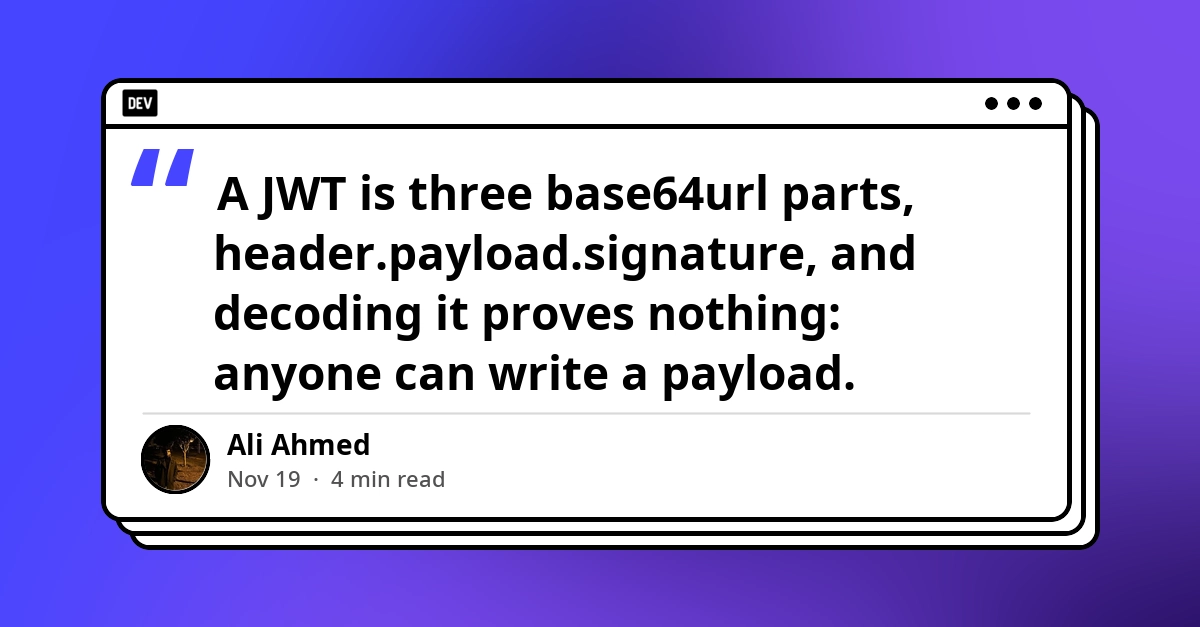 DEV
“ A JWT is three base64url parts,
header.payload.signature, and
decoding it proves nothing:
anyone can write a payload.
Ali Ahmed
Nov 19 · 4 min read